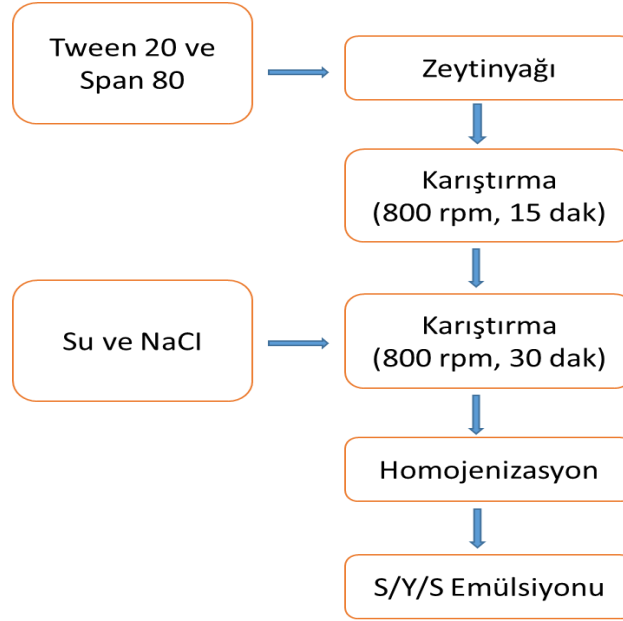 Tween 20 ve
Span 80
Zeytinyağı
Karıştırma
(800 rpm, 15 dak)
Su ve NaCI
Karıştırma
(800 rpm, 30 dak)
Homojenizasyon
S/Y/S Emülsiyonu